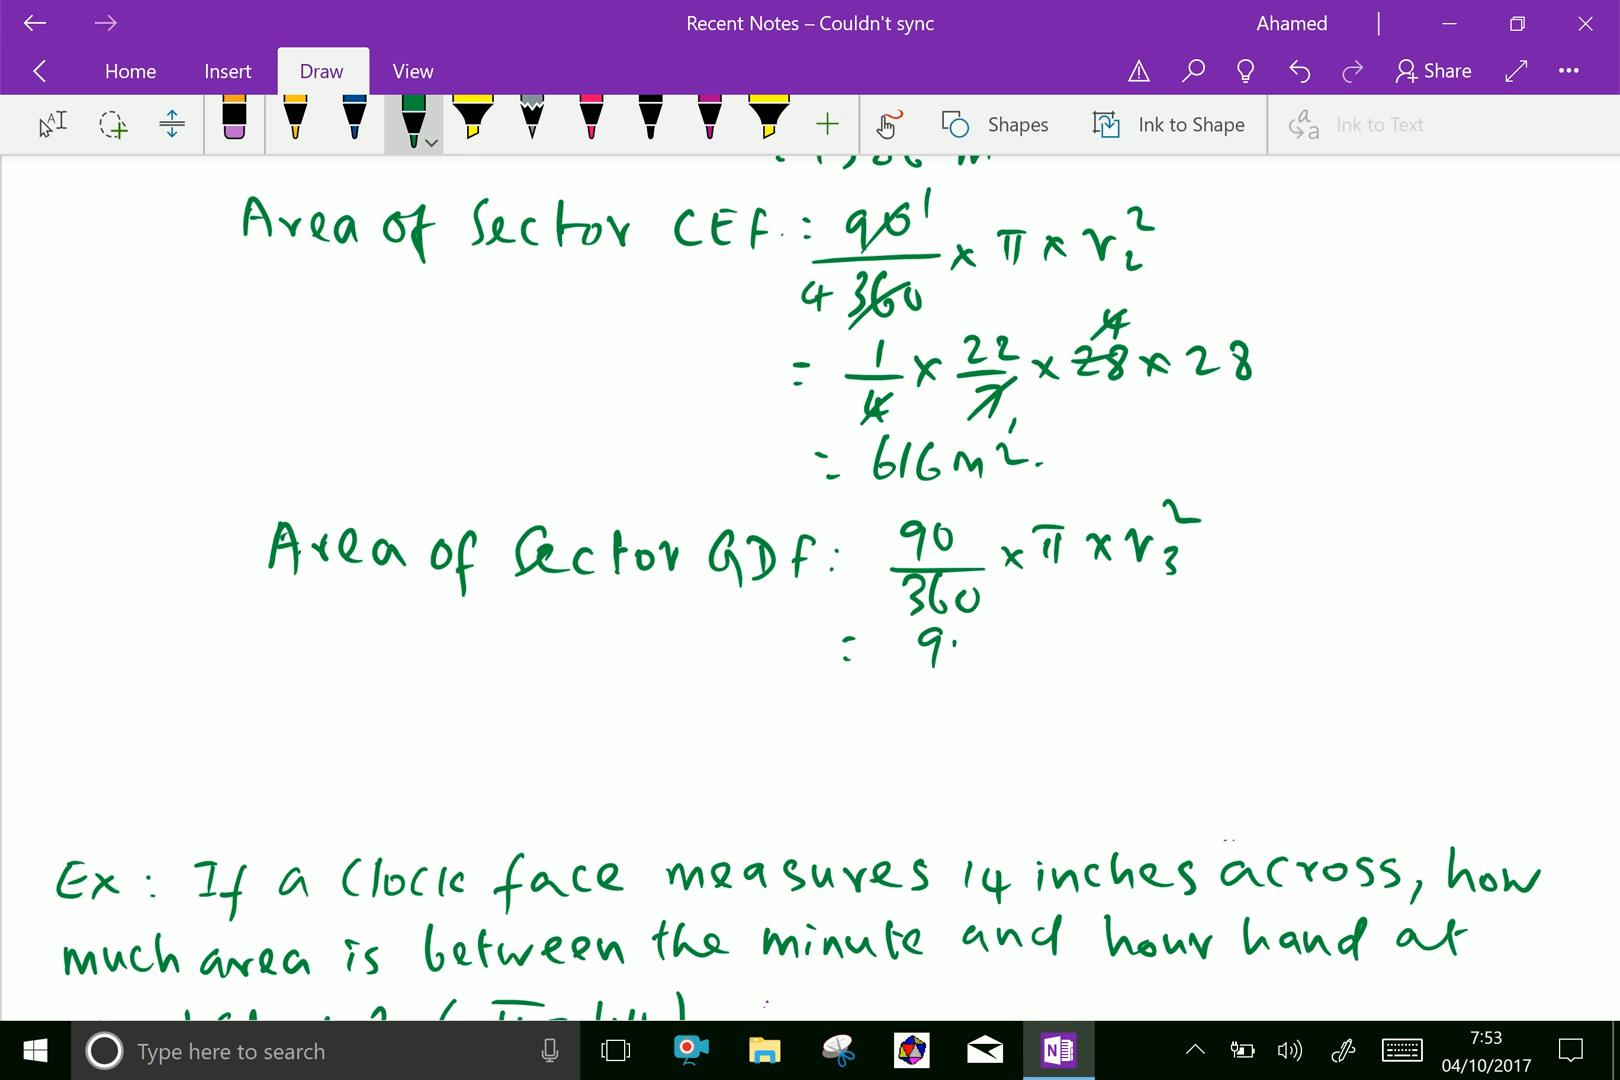 Recent Notes – Couldn't sync
Ahamed
Home Insert Draw View
Share
Shapes Ink to Shape Ink to Text
Area of Sector CEF : 90 1 / 4 360 × π × r₂²
= 1/4 × 22/7 × 28 4 × 28
= 616 m².
Area of Sector GDF : 90/360 × π × r₃²
= 9.
Ex : If a clock face measures 14 inches across, how
much area is between the minute and hour hand at
Type here to search
7:53
04/10/2017